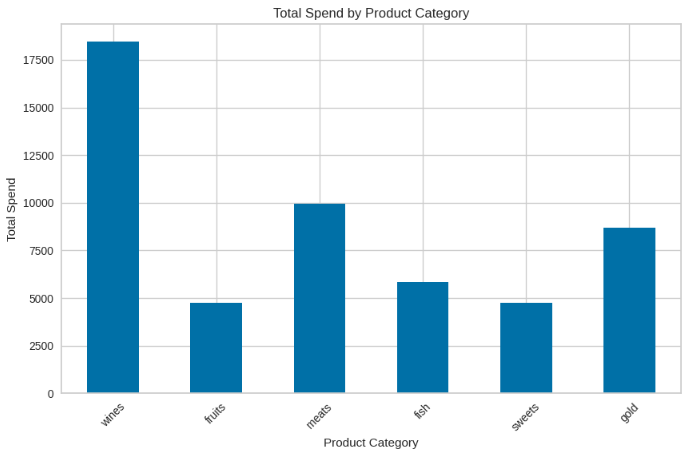 Total Spend by Product Category
Total Spend
17500
15000
12500
10000
7500
5000
2500
0
wines
fruits
meats
fish
sweets
gold
Product Category